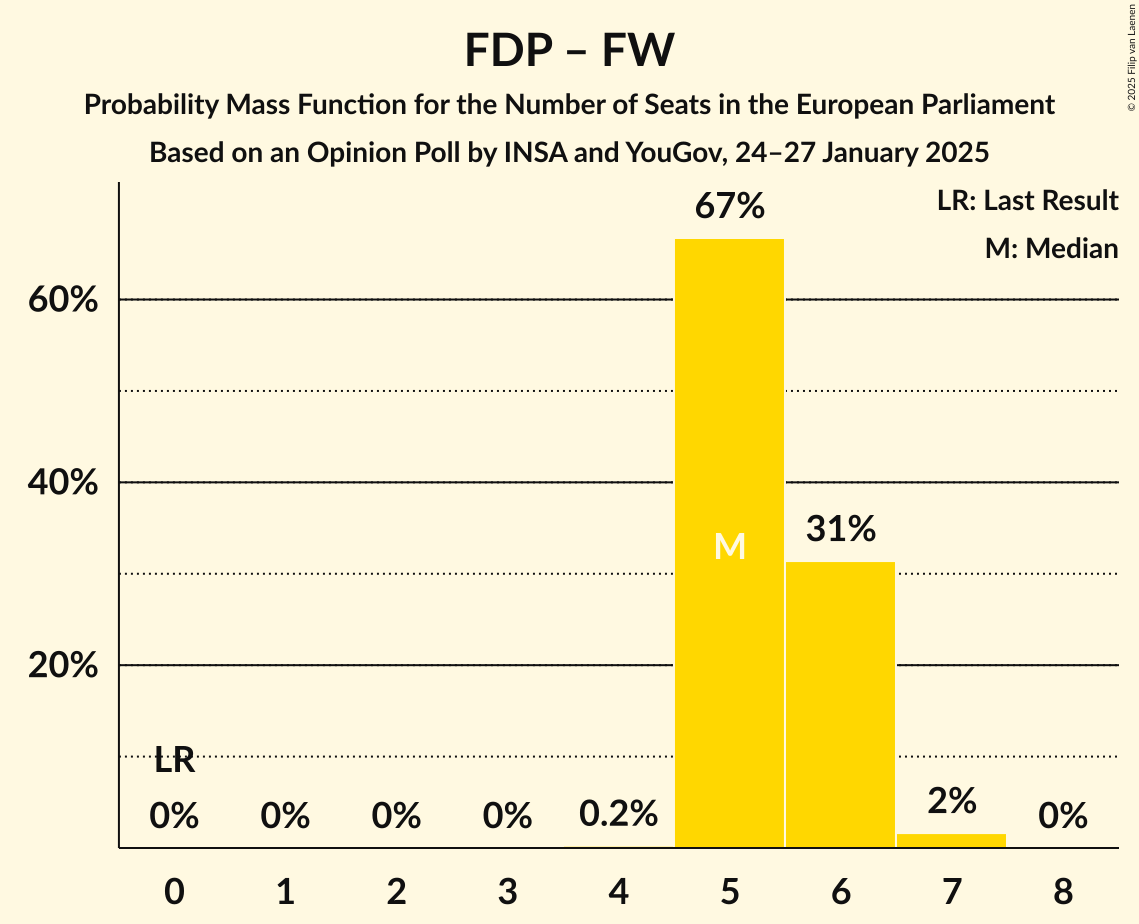 FDP – FW
Probability Mass Function for the Number of Seats in the European Parliament
Based on an Opinion Poll by INSA and YouGov, 24–27 January 2025
© 2025 Filip van Laenen
LR: Last Result
M: Median
60%
40%
20%
67%
M
31%
LR
0%
0%
0%
0%
0.2%
2%
0%
0
1
2
3
4
5
6
7
8